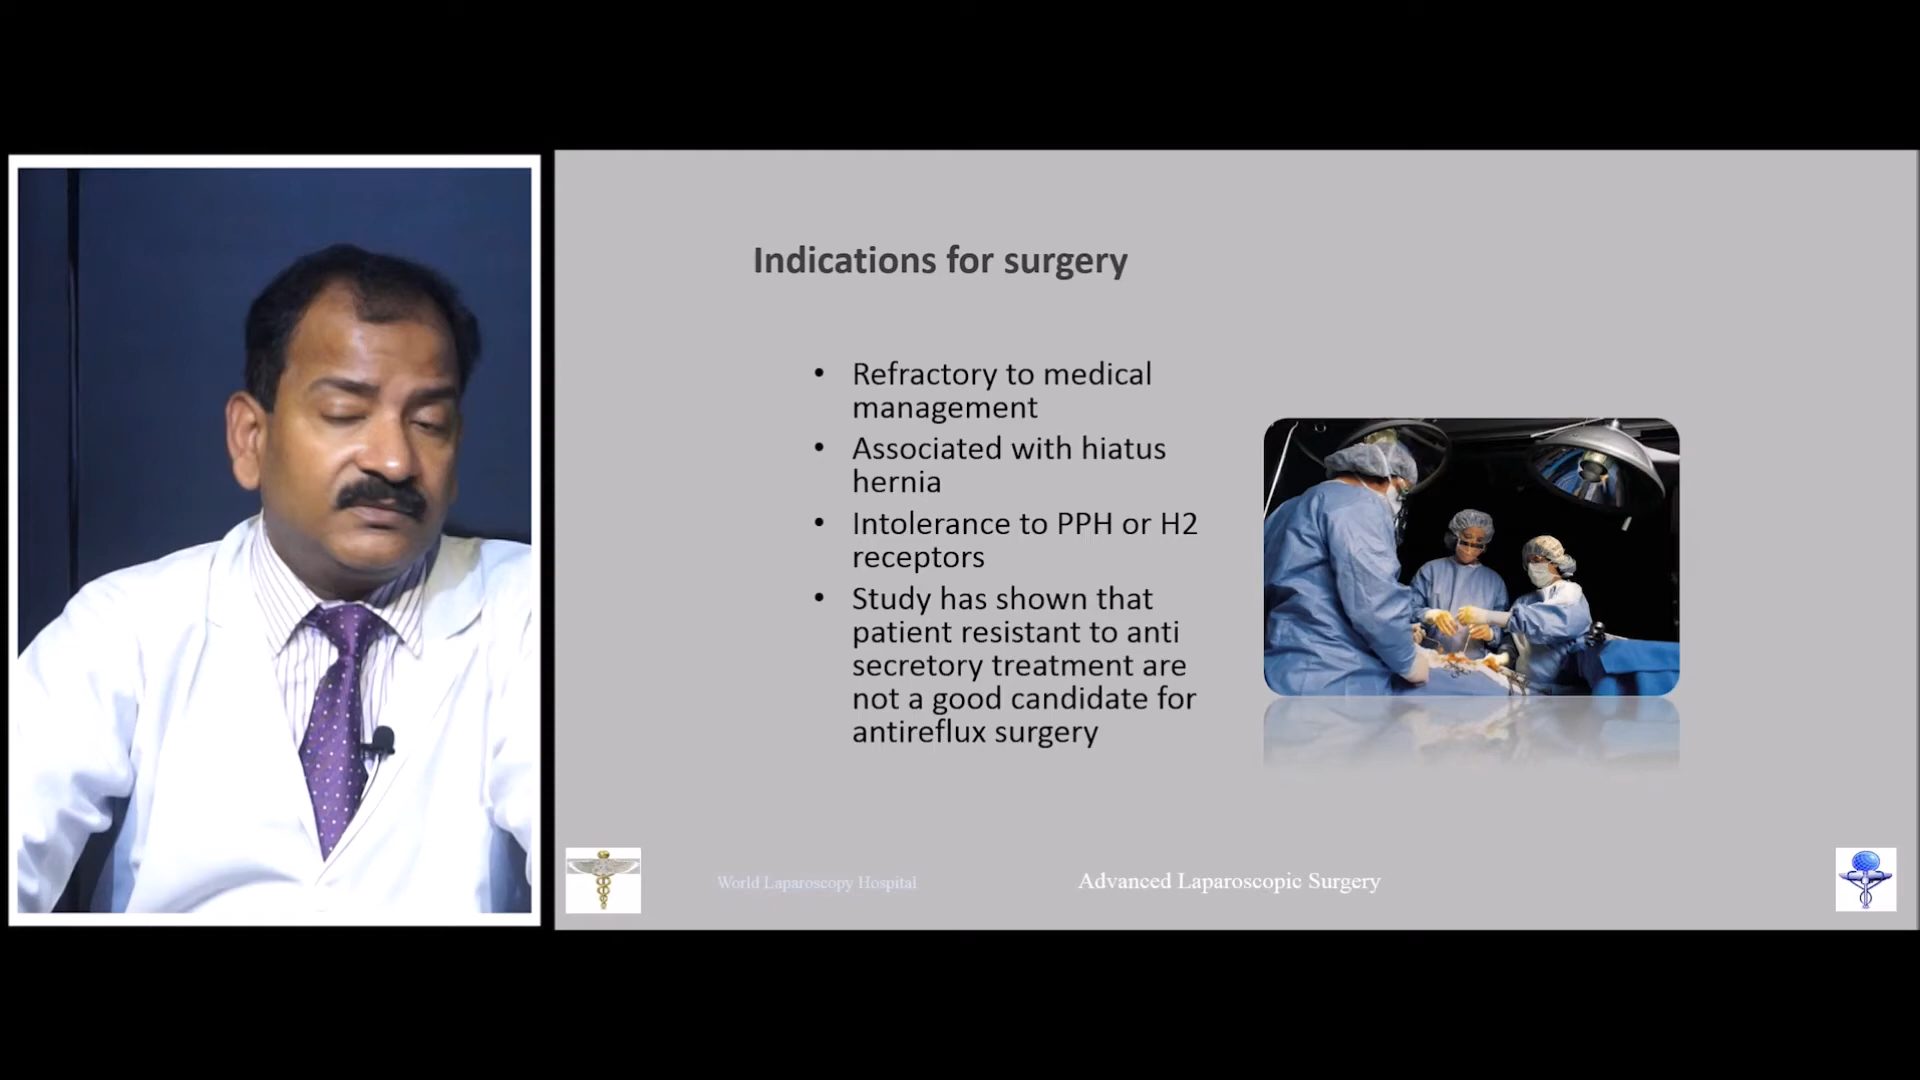 Indications for surgery
• Refractory to medical
management
• Associated with hiatus
hernia
• Intolerance to PPH or H2
receptors
• Study has shown that
patient resistant to anti
secretory treatment are
not a good candidate for
antireflux surgery
World Laparoscopy Hospital
Advanced Laparoscopic Surgery